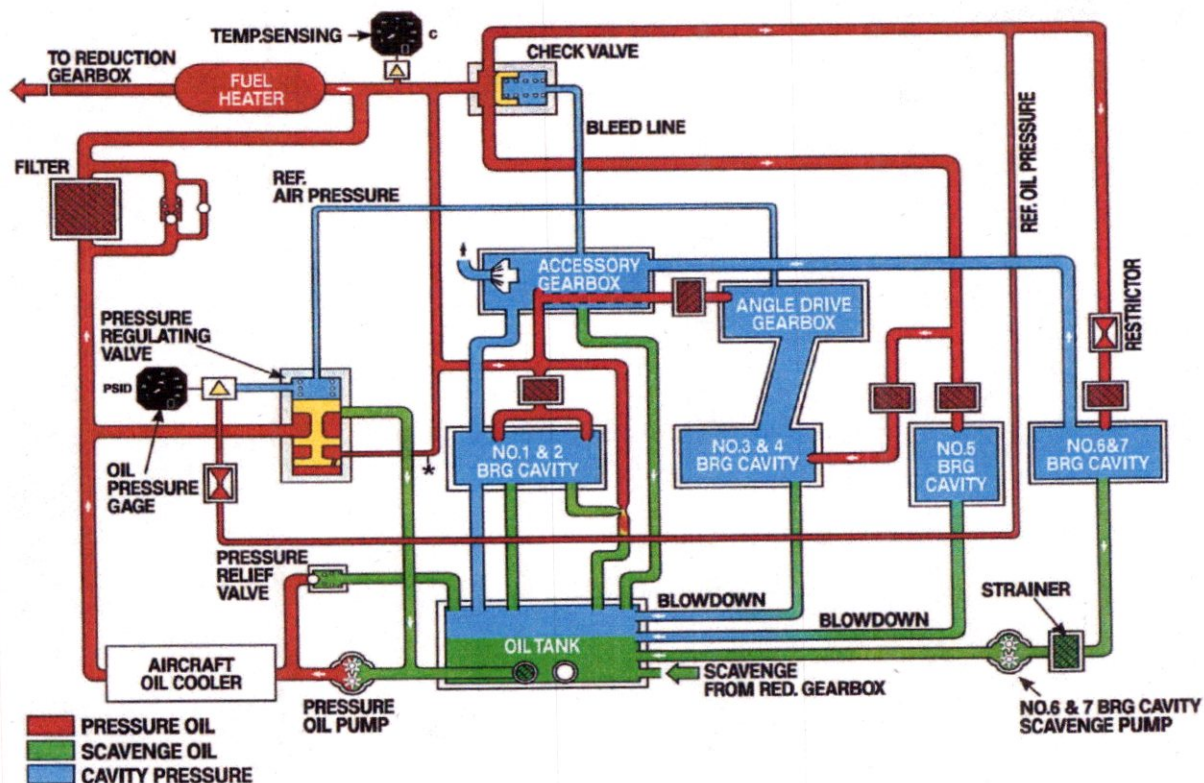 TEMP.SENSING
C
TO REDUCTION
GEARBOX
FUEL
HEATER
CHECK VALVE
BLEED LINE
FILTER
REF.
AIR PRESSURE
REF. OIL PRESSURE
ACCESSORY
GEARBOX
ANGLE DRIVE
GEARBOX
RESTRICTOR
PRESSURE
REGULATING
VALVE
PSID
OIL
PRESSURE
GAGE
*
NO.1 & 2
BRG CAVITY
NO.3 & 4
BRG CAVITY
NO.5
BRG
CAVITY
NO.6&7
BRG CAVITY
PRESSURE
RELIEF
VALVE
BLOWDOWN
BLOWDOWN
STRAINER
OIL TANK
AIRCRAFT
OIL COOLER
PRESSURE
OIL PUMP
SCAVENGE
FROM RED. GEARBOX
NO.6 & 7 BRG CAVITY
SCAVENGE PUMP
PRESSURE OIL
SCAVENGE OIL
CAVITY PRESSURE